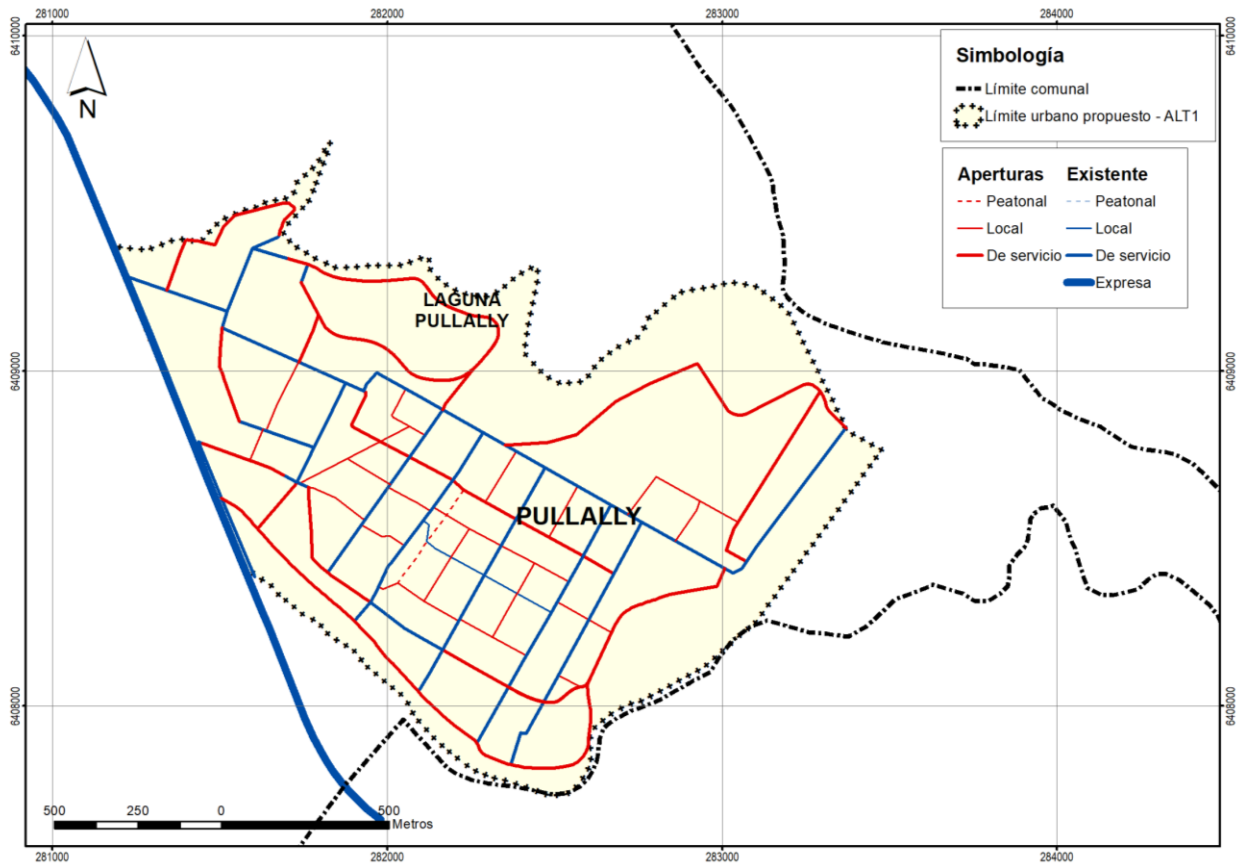 281000
282000
283000
284000
6410000
6410000
N
Simbología
Límite comunal
Límite urbano propuesto - ALT1
Aperturas Existente
Peatonal Peatonal
Local Local
De servicio De servicio
Expresa
LAGUNA
PULLALLY
6409000
6409000
PULLALLY
6408000
6408000
500 250 0 500
Metros
281000
282000
283000
284000